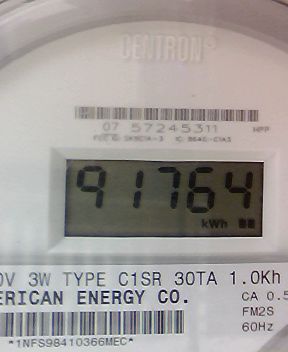 CENTRON®
07 57245311 HPP
91764
kWh
0V 3W TYPE C1SR 30TA 1.0Kh
ERICAN ENERGY CO.
CA 0.5
FM2S
60Hz
*1NFS98410366MEC*